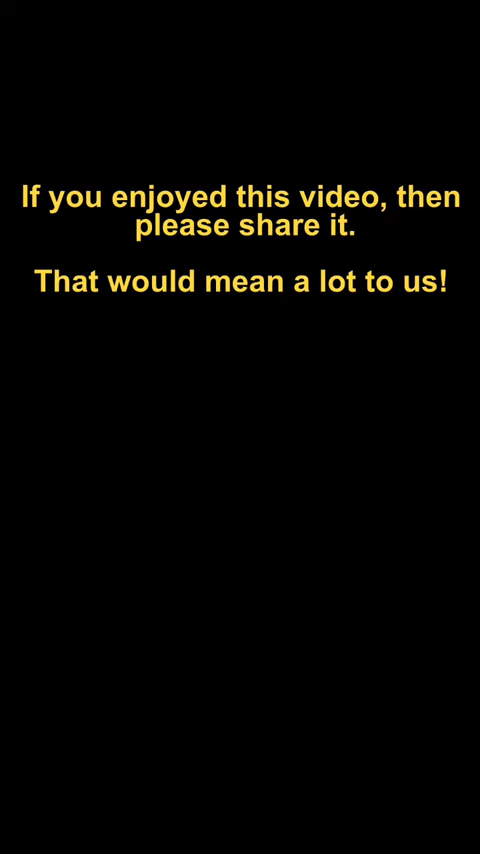 If you enjoyed this video, then
please share it.
That would mean a lot to us!